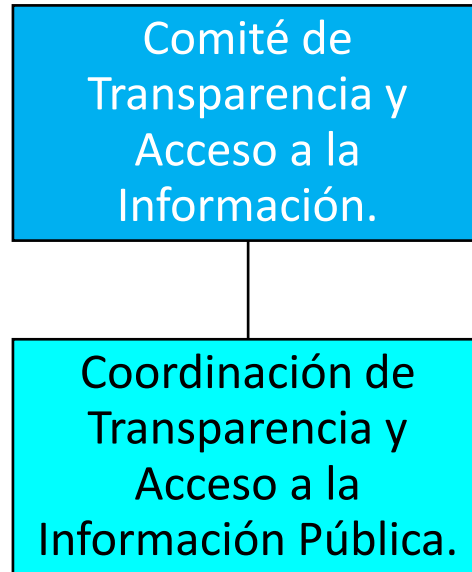 Comité de
Transparencia y
Acceso a la
Información.
Coordinación de
Transparencia y
Acceso a la
Información Pública.